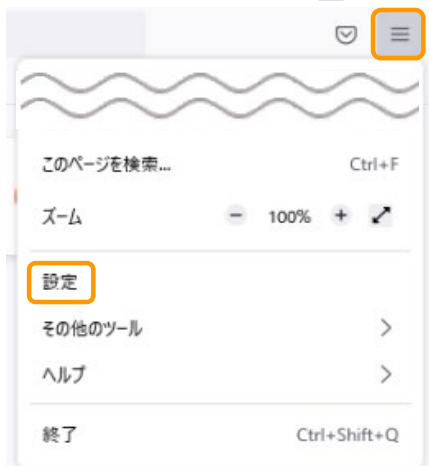 このページを検索... Ctrl+F
ズーム − 100% +
設定
その他のツール
ヘルプ
終了 Ctrl+Shift+Q